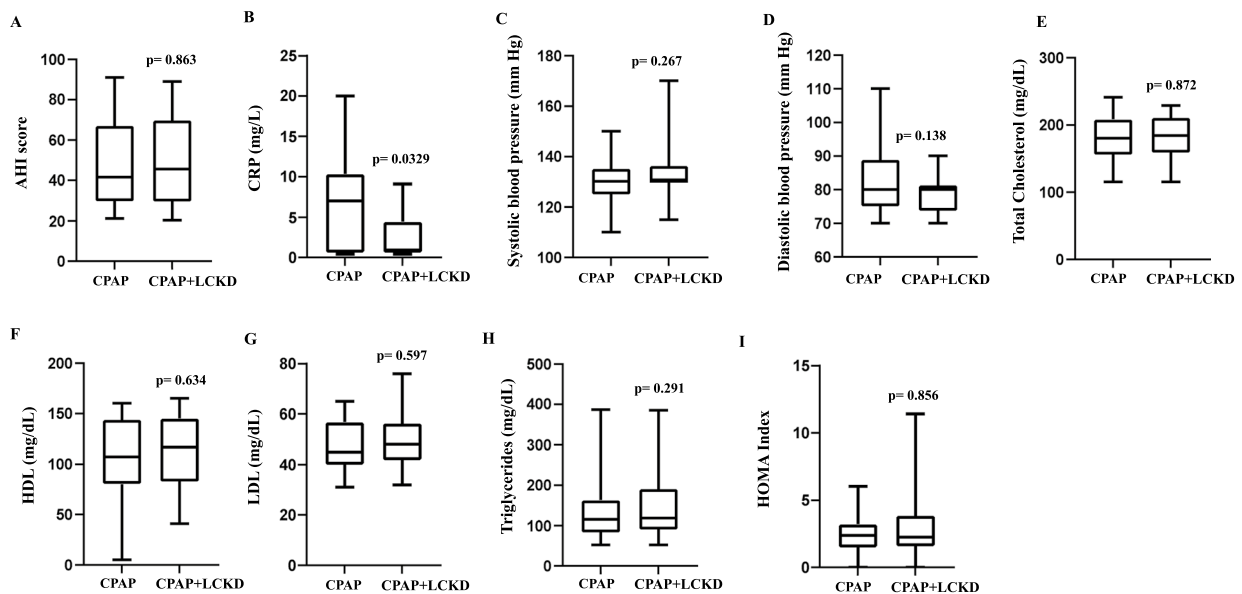 A
AHI score
100
80
60
40
20
0
p= 0.863
CPAP
CPAP+LCKD
B
CRP (mg/L)
25
20
15
10
5
0
p= 0.0329
CPAP
CPAP+LCKD
C
Systolic blood pressure (mm Hg)
180
160
140
120
100
p= 0.267
CPAP
CPAP+LCKD
D
Diastolic blood pressure (mm Hg)
120
110
100
90
80
70
60
p= 0.138
CPAP
CPAP+LCKD
E
Total Cholesterol (mg/dL)
300
200
100
0
p= 0.872
CPAP
CPAP+LCKD
F
HDL (mg/dL)
200
150
100
50
0
p= 0.634
CPAP
CPAP+LCKD
G
LDL (mg/dL)
80
60
40
20
0
p= 0.597
CPAP
CPAP+LCKD
H
Triglycerides (mg/dL)
500
400
300
200
100
0
p= 0.291
CPAP
CPAP+LCKD
I
HOMA Index
15
10
5
0
p= 0.856
CPAP
CPAP+LCKD